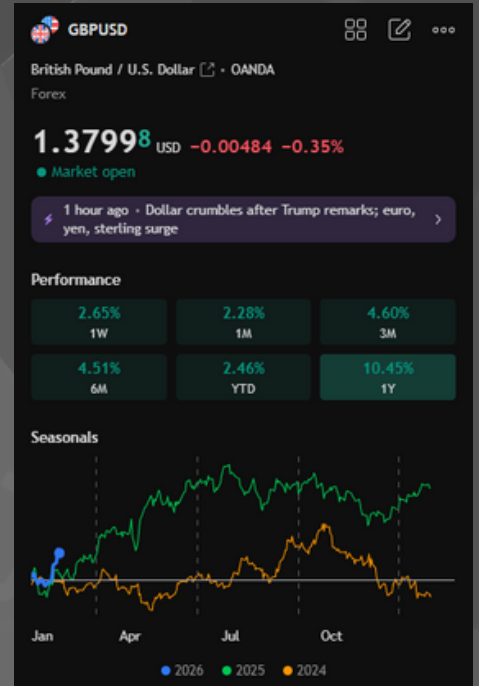 GBPUSD
British Pound / U.S. Dollar • OANDA
Forex
1.37998 USD −0.00484 −0.35%
Market open
1 hour ago • Dollar crumbles after Trump remarks; euro,
yen, sterling surge
Performance
2.65% 2.28% 4.60%
1W 1M 3M
4.51% 2.46% 10.45%
6M YTD 1Y
Seasonals
Jan Apr Jul Oct
2026 2025 2024